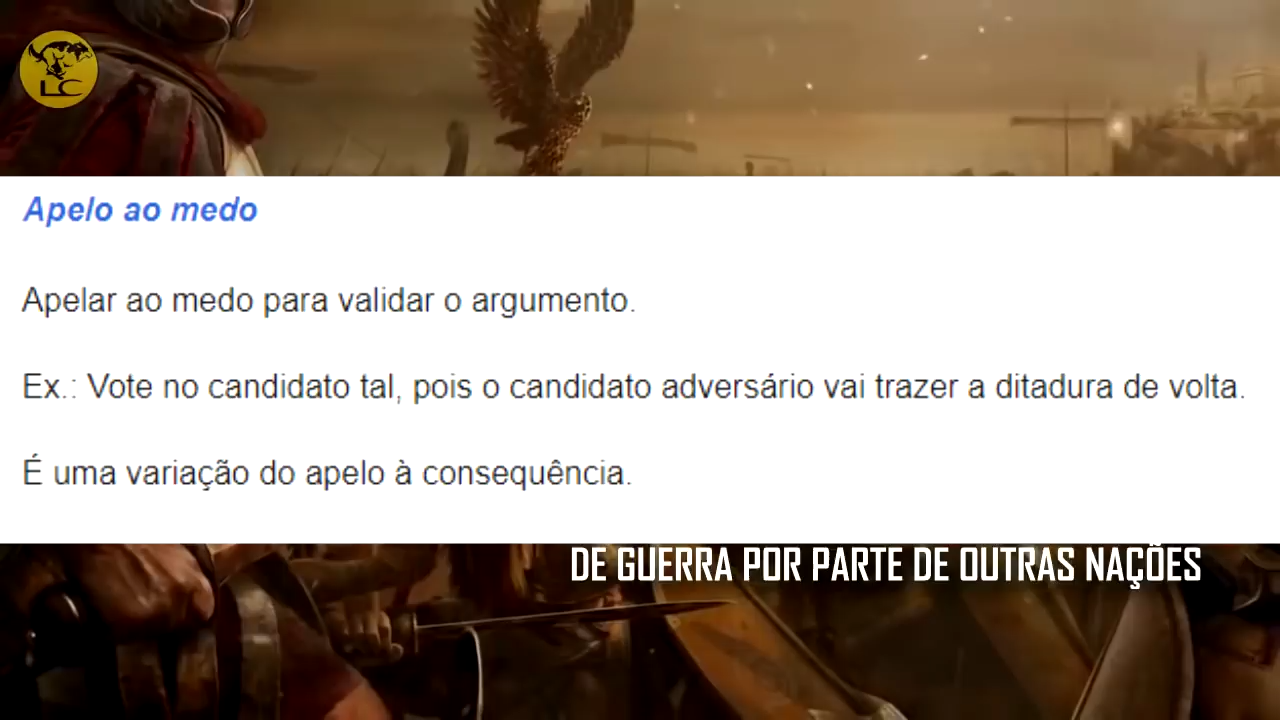 LC
Apelo ao medo
Apelar ao medo para validar o argumento.
Ex.: Vote no candidato tal, pois o candidato adversário vai trazer a ditadura de volta.
É uma variação do apelo à consequência.
DE GUERRA POR PARTE DE OUTRAS NAÇÕES